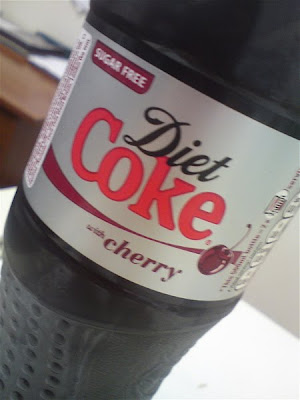 SUGAR FREE
Diet
Coke
with cherry